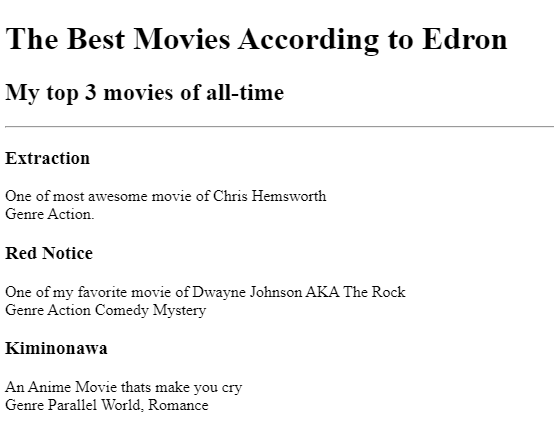 The Best Movies According to Edron
My top 3 movies of all-time
Extraction
One of most awesome movie of Chris Hemsworth
Genre Action.
Red Notice
One of my favorite movie of Dwayne Johnson AKA The Rock
Genre Action Comedy Mystery
Kiminonawa
An Anime Movie thats make you cry
Genre Parallel World, Romance